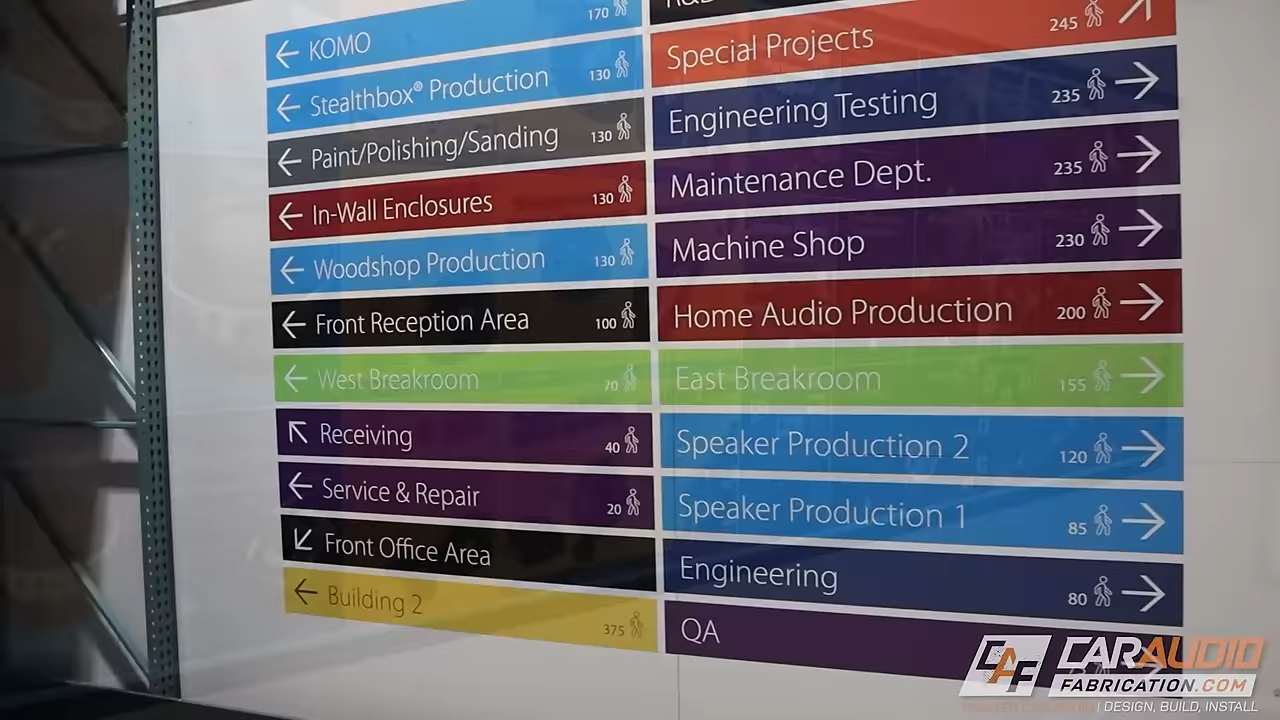 ← KOMO 170
← Stealthbox® Production 130
← Paint/Polishing/Sanding 130
← In-Wall Enclosures 130
← Woodshop Production 130
← Front Reception Area 100
← West Breakroom 70
↖ Receiving 40
← Service & Repair 20
↙ Front Office Area
← Building 2 375
Special Projects 245 ↗
Engineering Testing 235 →
Maintenance Dept. 235 →
Machine Shop 230 →
Home Audio Production 200 →
East Breakroom 155 →
Speaker Production 2 120 →
Speaker Production 1 85 →
Engineering 80 →
QA
CAF CARAUDIO
FABRICATION.COM
| DESIGN, BUILD, INSTALL